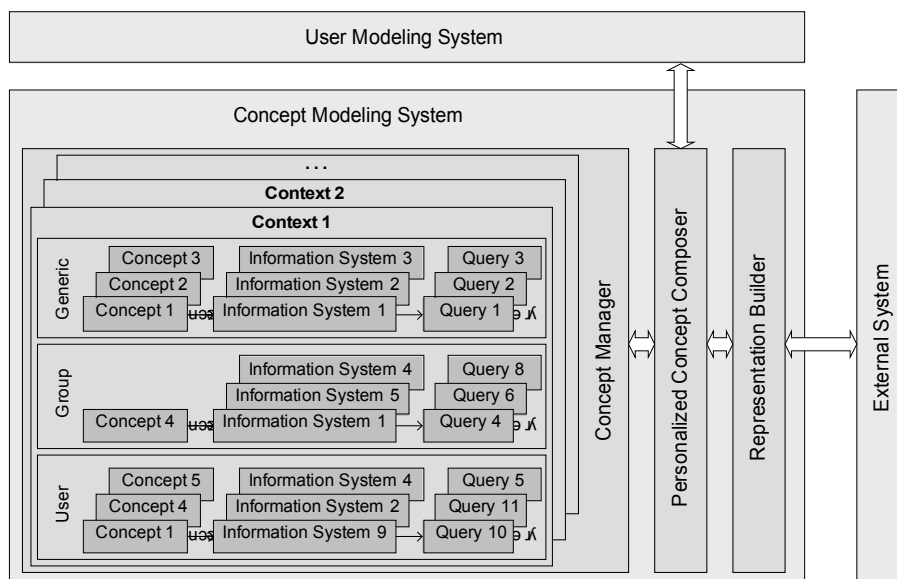 User Modeling System
Concept Modeling System
...
Context 2
Context 1
Generic
Concept 3
Information System 3
Query 3
Concept 2
Information System 2
Query 2
Concept 1
Information System 1
Query 1
Group
Information System 4
Query 8
Information System 5
Query 6
Concept 4
Information System 1
Query 4
User
Concept 5
Information System 4
Query 5
Concept 4
Information System 2
Query 11
Concept 1
Information System 9
Query 10
Concept Manager
Personalized Concept Composer
Representation Builder
External System